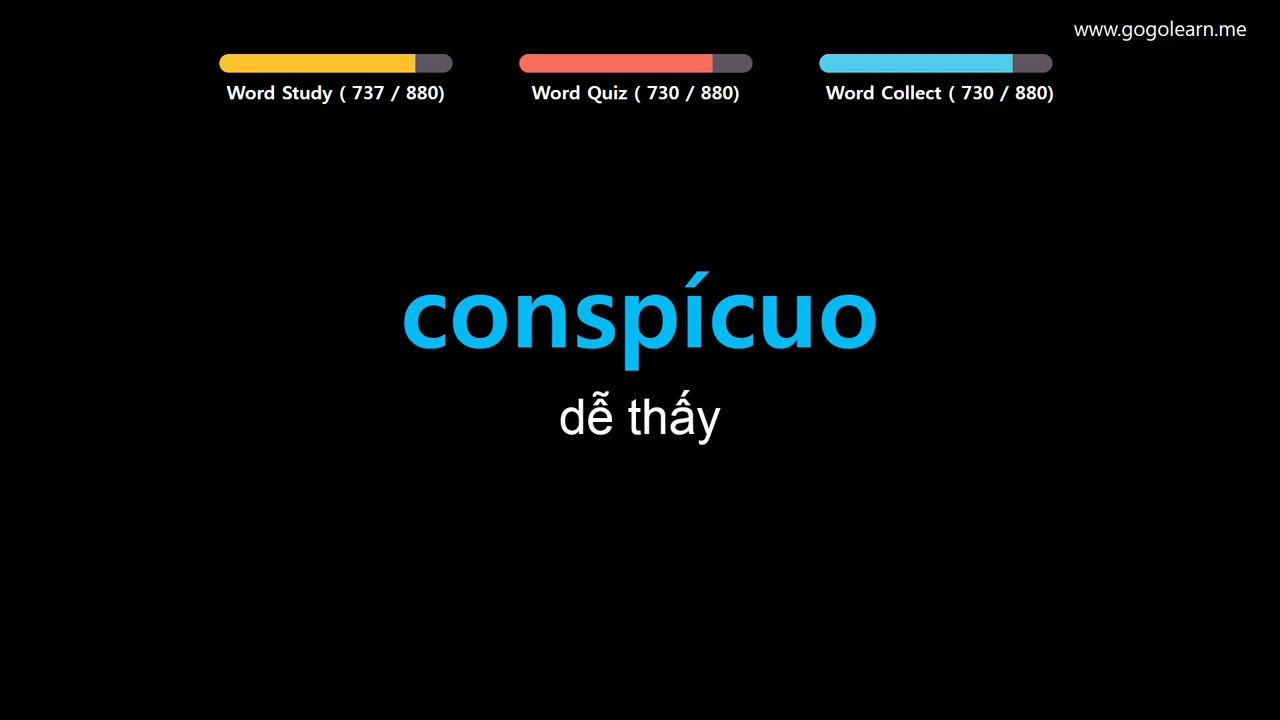 www.gogolearn.me
Word Study ( 737 / 880)
Word Quiz ( 730 / 880)
Word Collect ( 730 / 880)
conspícuo
dễ thấy